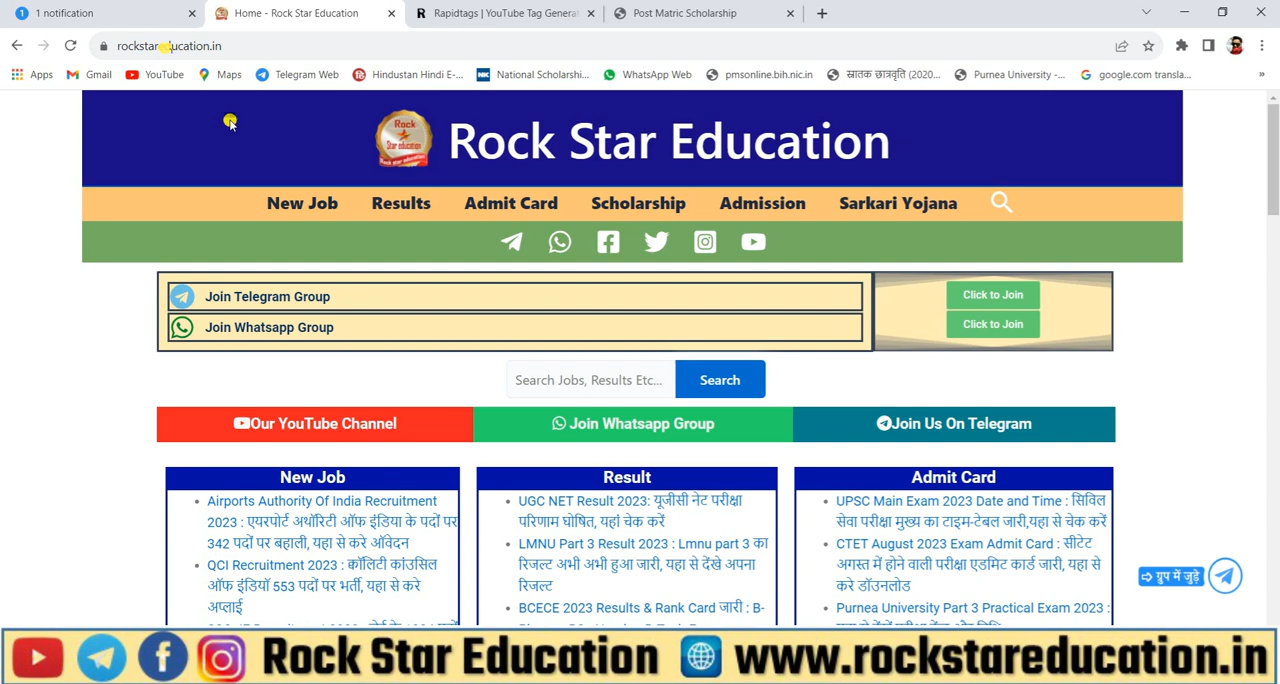 1 notification
Home - Rock Star Education
Rapidtags | YouTube Tag Generat
Post Matric Scholarship
rockstareducation.in
Apps
Gmail
YouTube
Maps
Telegram Web
Hindustan Hindi E-...
National Scholarshi...
WhatsApp Web
pmsonline.bih.nic.in
स्नातक छात्रवृति (2020...
Purnea University -...
google.com transla...
Rock Star Education
New Job
Results
Admit Card
Scholarship
Admission
Sarkari Yojana
Join Telegram Group
Click to Join
Join Whatsapp Group
Click to Join
Search Jobs, Results Etc...
Search
Our YouTube Channel
Join Whatsapp Group
Join Us On Telegram
New Job
Airports Authority Of India Recruitment
2023 : एयरपोर्ट अथॉरिटी ऑफ इंडिया के पदों पर
342 पदों पर बहाली, यहा से करे ऑवेदन
QCI Recruitment 2023 : क्वॉलिटी कांउसिल
ऑफ इंडियॉ 553 पदों पर भर्ती, यहा से करे
अप्लाई
Result
UGC NET Result 2023: यूजीसी नेट परीक्षा
परिणाम घोषित, यहां चेक करें
LMNU Part 3 Result 2023 : Lmnu part 3 का
रिजल्ट अभी अभी हुआ जारी, यहा से देंखे अपना
रिजल्ट
BCECE 2023 Results & Rank Card जारी : B-
Admit Card
UPSC Main Exam 2023 Date and Time : सिविल
सेवा परीक्षा मुख्य का टाइम-टेबल जारी,यहा से चेक करें
CTET August 2023 Exam Admit Card : सीटेट
अगस्त में होने वाली परीक्षा एडमिट कार्ड जारी, यहा से
करे डॉउनलोड
Purnea University Part 3 Practical Exam 2023 :
ग्रुप में जुड़े
Rock Star Education
www.rockstareducation.in